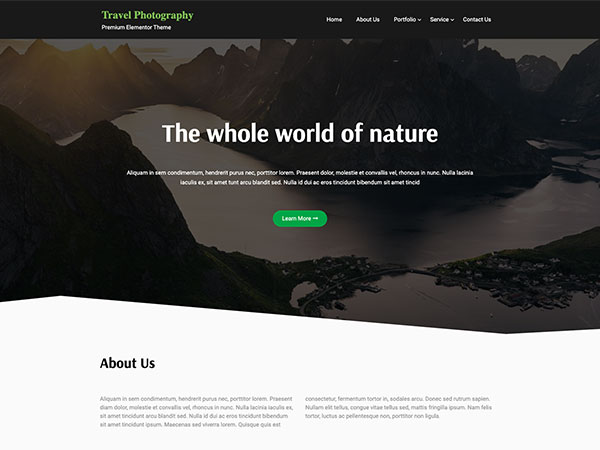 Travel Photography
Premium Elementor Theme
Home About Us Portfolio Service Contact Us
The whole world of nature
Aliquam in sem condimentum, hendrerit purus nec, porttitor lorem. Praesent dolor, molestie et convallis vel, rhoncus in nunc. Nulla lacinia
iaculis ex, sit amet tunt arcu blandit sed. Nulla id dui ac eros tincidunt bibendum sit amet tincid
Learn More
About Us
Aliquam in sem condimentum, hendrerit purus nec, porttitor lorem. Praesent
diam dolor, molestie et convallis vel, rhoncus in nunc. Nulla lacinia iaculis ex,
sit amet tincidunt arcu blandit sed. Nulla id dui ac eros tincidunt bibendum
sit amet tincidunt ipsum. Maecenas sed viverra lorem. Quisque quis est
consectetur, fermentum tortor in, sodales arcu. Donec sed rutrum sapien.
Nullam elit tellus, congue vitae tellus sed, mattis fringilla ipsum. Nam felis
tortor, luctus ac pellentesque non, porttitor non ligula.